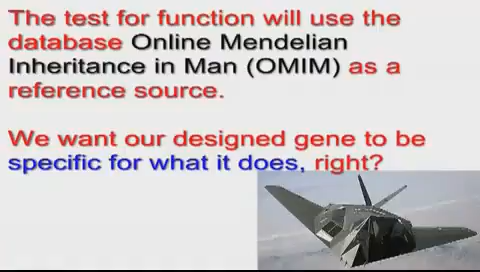 The test for function will use the
database Online Mendelian
Inheritance in Man (OMIM) as a
reference source.
We want our designed gene to be
specific for what it does, right?